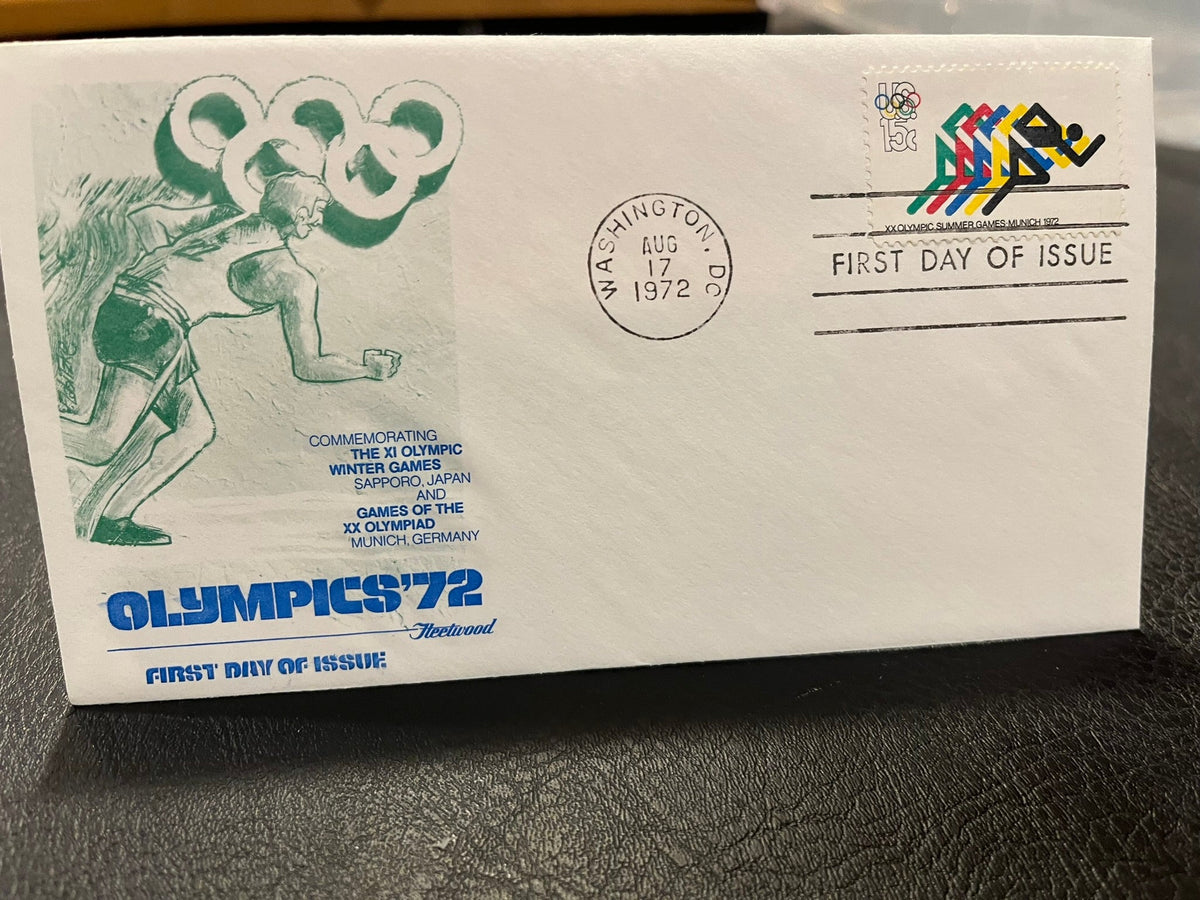 US
15c
XX OLYMPIC SUMMER GAMES·MUNICH 1972
WASHINGTON, DC
AUG
17
1972
FIRST DAY OF ISSUE
COMMEMORATING
THE XI OLYMPIC
WINTER GAMES
SAPPORO, JAPAN
AND
GAMES OF THE
XX OLYMPIAD
MUNICH, GERMANY
OLYMPICS'72
Fleetwood
FIRST DAY OF ISSUE